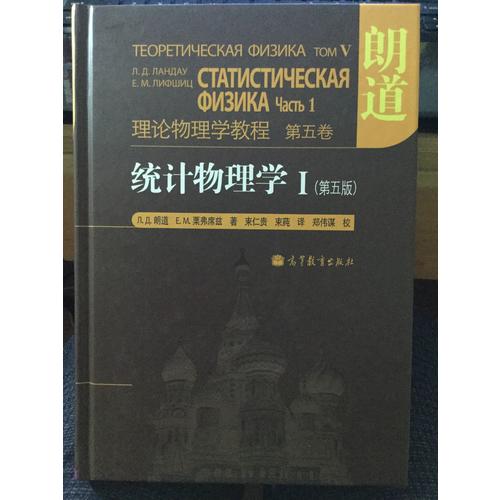 朗道
ТЕОРЕТИЧЕСКАЯ ФИЗИКА ТОМ V
Л. Д. ЛАНДАУ
Е. М. ЛИФШИЦ
СТАТИСТИЧЕСКАЯ
ФИЗИКА Часть 1
理论物理学教程 第五卷
统计物理学 I (第五版)
Л. Д. 朗道 Е. М. 栗弗席兹 著 束仁贵 束莼 译 郑伟谋 校
高等教育出版社